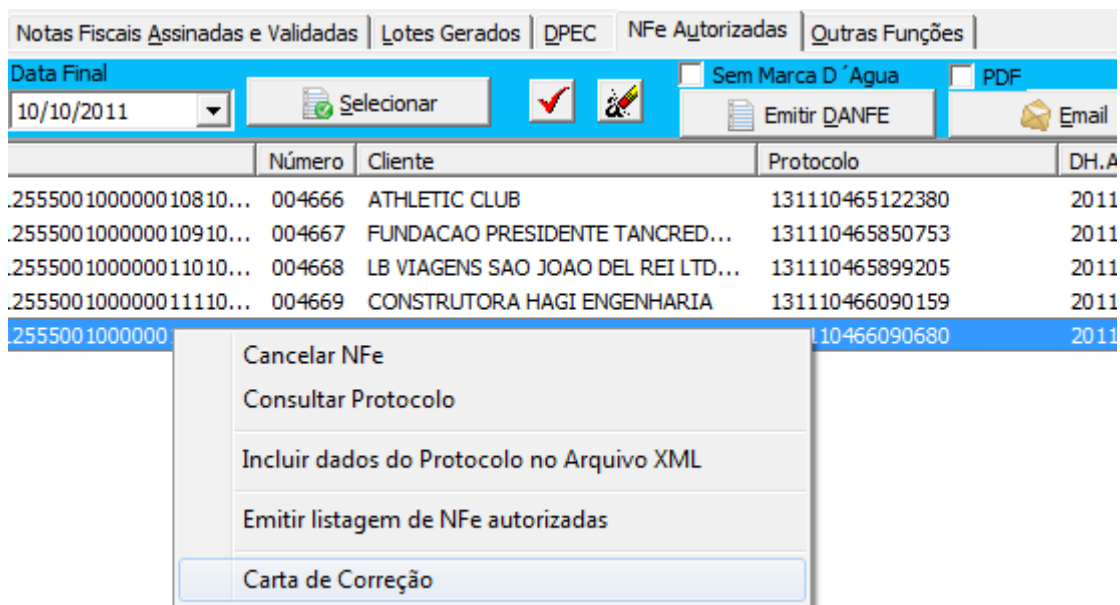 Notas Fiscais Assinadas e Validadas Lotes Gerados DPEC NFe Autorizadas Outras Funções
Data Final Sem Marca D ´Agua PDF
10/10/2011 Selecionar Emitir DANFE Email
Número Cliente Protocolo DH.A
.2555001000000010810... 004666 ATHLETIC CLUB 131110465122380 2011
.2555001000000010910... 004667 FUNDACAO PRESIDENTE TANCRED... 131110465850753 2011
.2555001000000011010... 004668 LB VIAGENS SAO JOAO DEL REI LTD... 131110465899205 2011
.2555001000000011110... 004669 CONSTRUTORA HAGI ENGENHARIA 131110466090159 2011
.2555001000000 110466090680 2011
Cancelar NFe
Consultar Protocolo
Incluir dados do Protocolo no Arquivo XML
Emitir listagem de NFe autorizadas
Carta de Correção